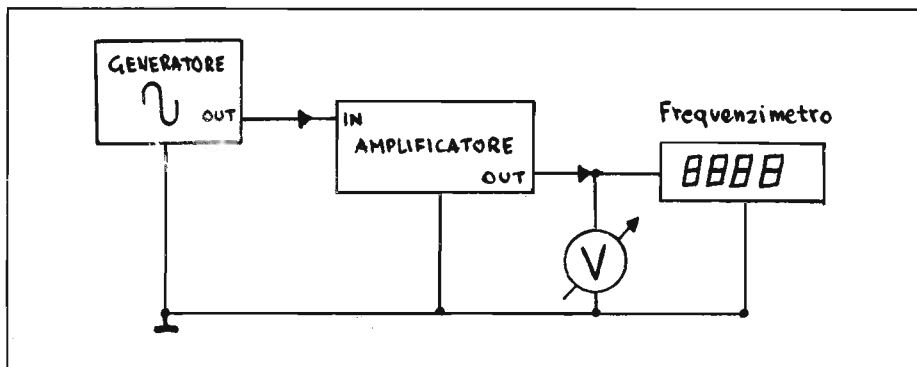 GENERATORE
OUT
IN
AMPLIFICATORE
OUT
Frequenzimetro
8888
V